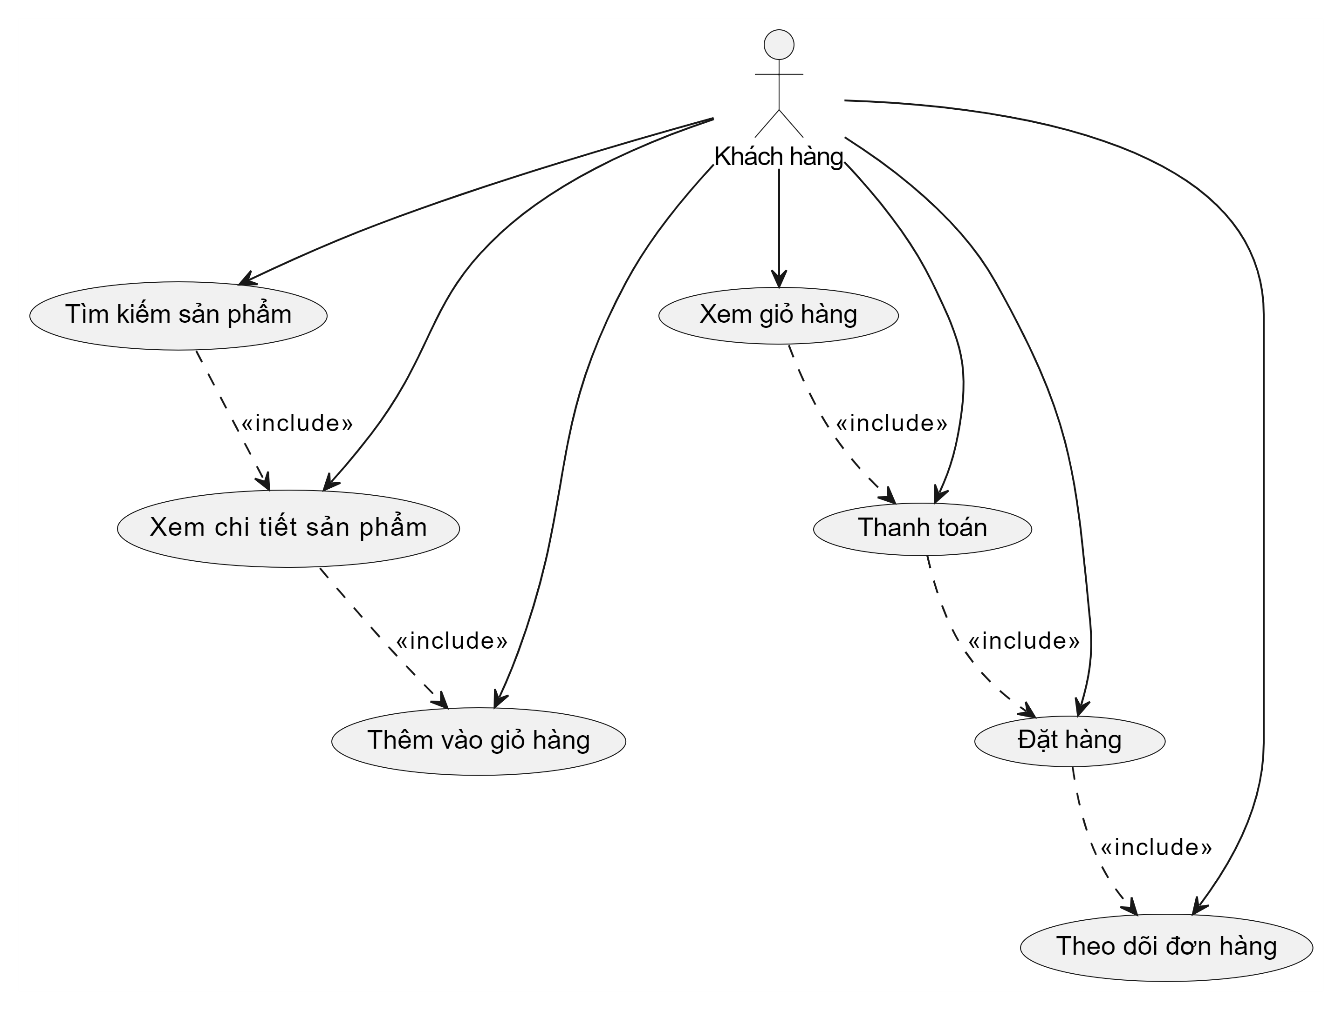 Khách hàng
Tìm kiếm sản phẩm
Xem giỏ hàng
«include»
«include»
Xem chi tiết sản phẩm
Thanh toán
«include»
«include»
Thêm vào giỏ hàng
Đặt hàng
«include»
Theo dõi đơn hàng